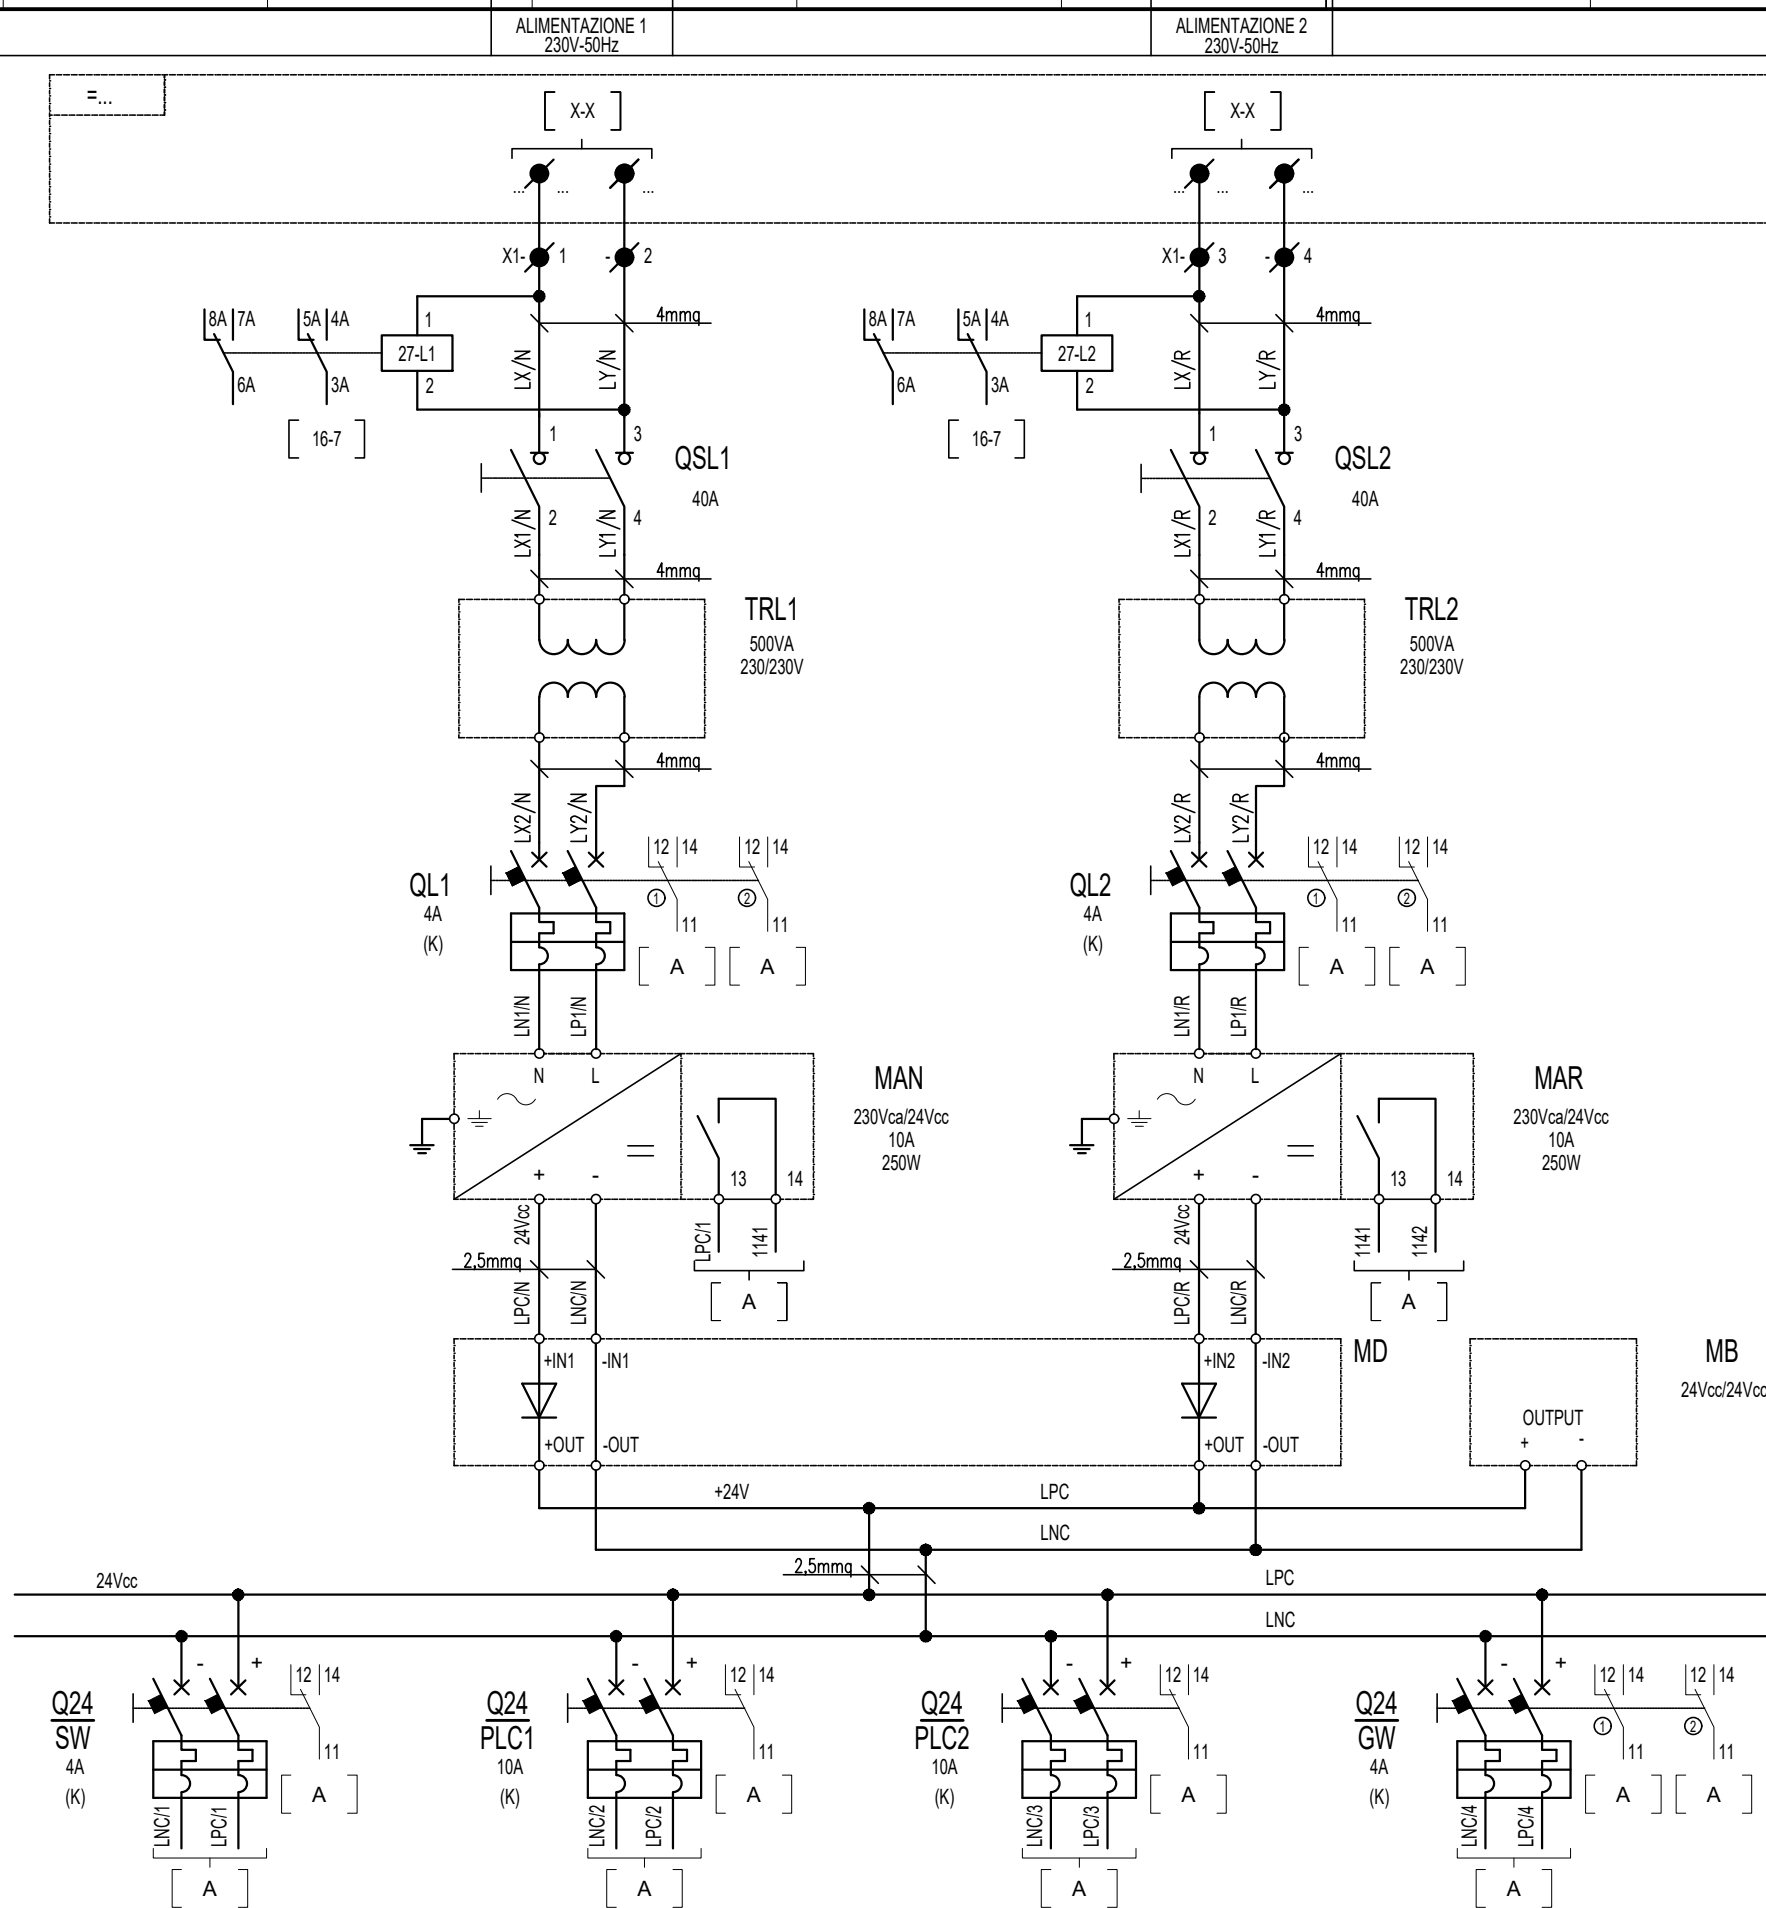 ALIMENTAZIONE 1
230V-50Hz
ALIMENTAZIONE 2
230V-50Hz
=...
X-X
X-X
... ... ...
... ... ...
X1- 1 - 2
X1- 3 - 4
8A 7A 5A 4A 1 4mmq
8A 7A 5A 4A 1 4mmq
27-L1 LX/N LY/N
27-L2 LX/R LY/R
6A 3A 2
6A 3A 2
16-7 1 3 QSL1
16-7 1 3 QSL2
40A
40A
LX1/N 2 LY1/N 4
LX1/R 2 LY1/R 4
4mmq
4mmq
TRL1
500VA
230/230V
TRL2
500VA
230/230V
4mmq
4mmq
LX2/N LY2/N 12 14 12 14
LX2/R LY2/R 12 14 12 14
QL1
4A
(K)
1 2
11 11
A A
QL2
4A
(K)
1 2
11 11
A A
LN1/N LP1/N
LN1/R LP1/R
N L
MAN
230Vca/24Vcc
10A
250W
N L
MAR
230Vca/24Vcc
10A
250W
+ - 13 14
+ - 13 14
24Vcc LPC/1 1141
24Vcc 1141 1142
2,5mmq
2,5mmq
LPC/N LNC/N A
LPC/R LNC/R A
+IN1 -IN1
+IN2 -IN2
MD
MB
24Vcc/24Vcc
OUTPUT
+ -
+OUT -OUT
+OUT -OUT
+24V LPC
LNC
2,5mmq
24Vcc LPC
LNC
- + 12 14
- + 12 14
- + 12 14
- + 12 14 12 14
Q24
SW
4A
(K)
11
A
Q24
PLC1
10A
(K)
11
A
Q24
PLC2
10A
(K)
11
A
Q24
GW
4A
(K)
1 2
11 11
A A
LNC/1 LPC/1
LNC/2 LPC/2
LNC/3 LPC/3
LNC/4 LPC/4
A
A
A
A